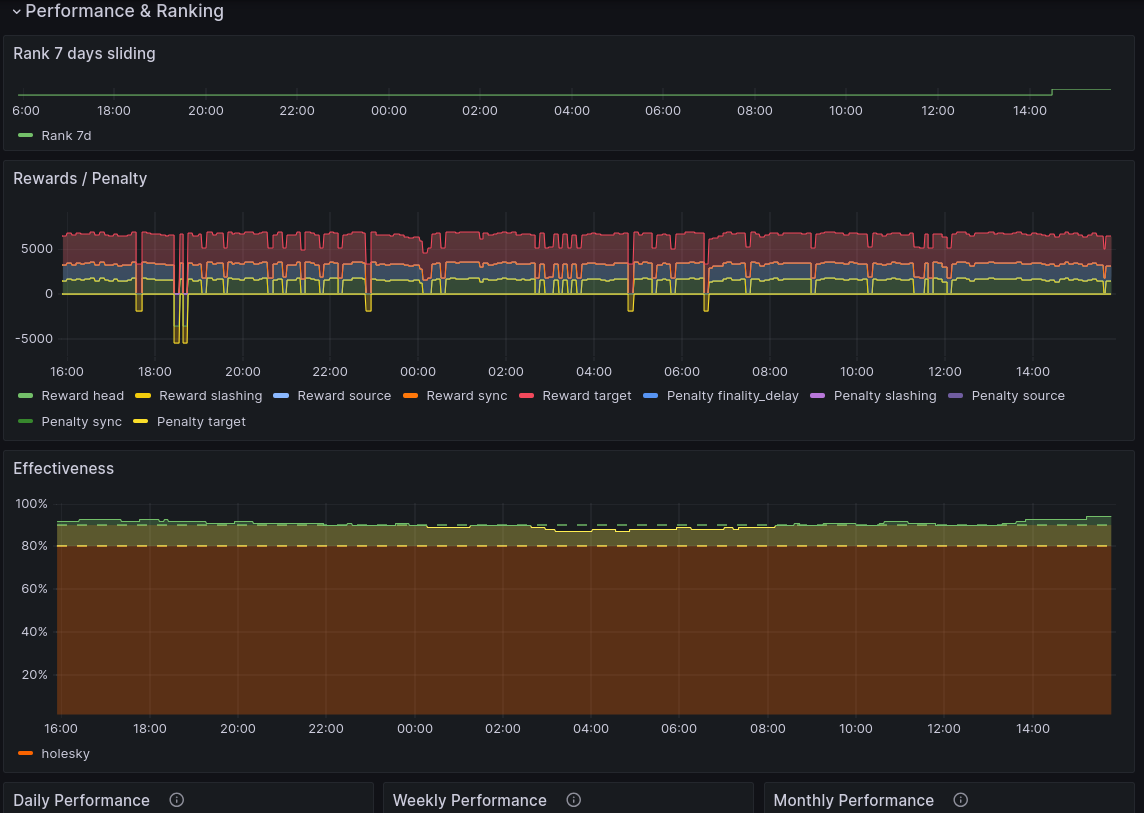 Performance & Ranking
Rank 7 days sliding
6:00 18:00 20:00 22:00 00:00 02:00 04:00 06:00 08:00 10:00 12:00 14:00
Rank 7d
Rewards / Penalty
5000
0
-5000
16:00 18:00 20:00 22:00 00:00 02:00 04:00 06:00 08:00 10:00 12:00 14:00
Reward head Reward slashing Reward source Reward sync Reward target Penalty finality_delay Penalty slashing Penalty source
Penalty sync Penalty target
Effectiveness
100%
80%
60%
40%
20%
16:00 18:00 20:00 22:00 00:00 02:00 04:00 06:00 08:00 10:00 12:00 14:00
holesky
Daily Performance Weekly Performance Monthly Performance